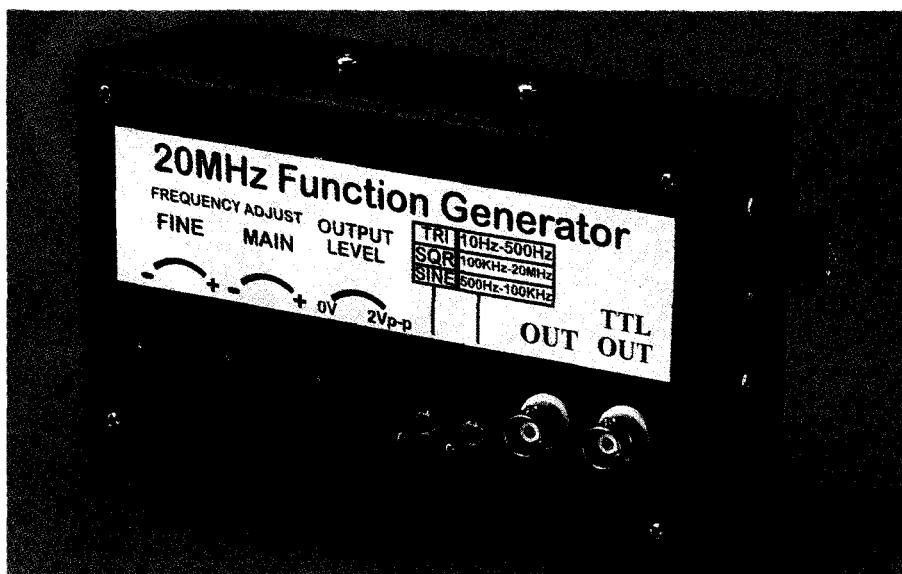 20MHz Function Generator
FREQUENCY ADJUST
FINE MAIN
OUTPUT
LEVEL
- + - +
0V 2Vp-p
TRI 10Hz-500Hz
SQR 100KHz-20MHz
SINE 500Hz-100KHz
OUT
TTL
OUT